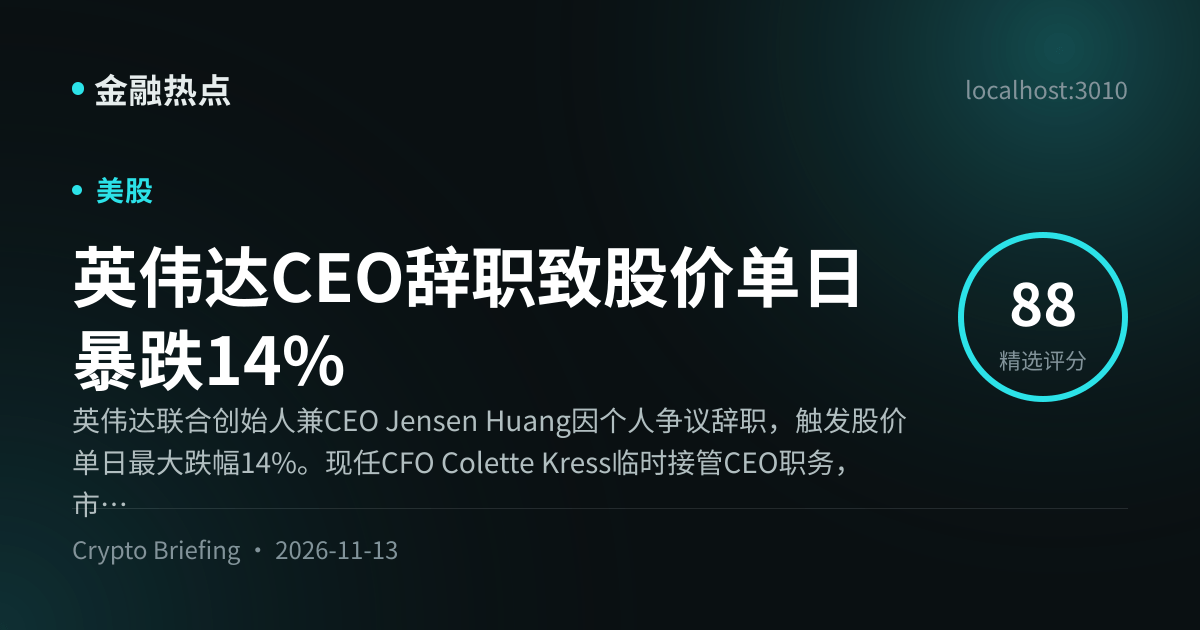 金融热点
localhost:3010
美股
英伟达CEO辞职致股价单日
暴跌14%
88
精选评分
英伟达联合创始人兼CEO Jensen Huang因个人争议辞职，触发股价
单日最大跌幅14%。现任CFO Colette Kress临时接管CEO职务，
市…
Crypto Briefing · 2026-11-13